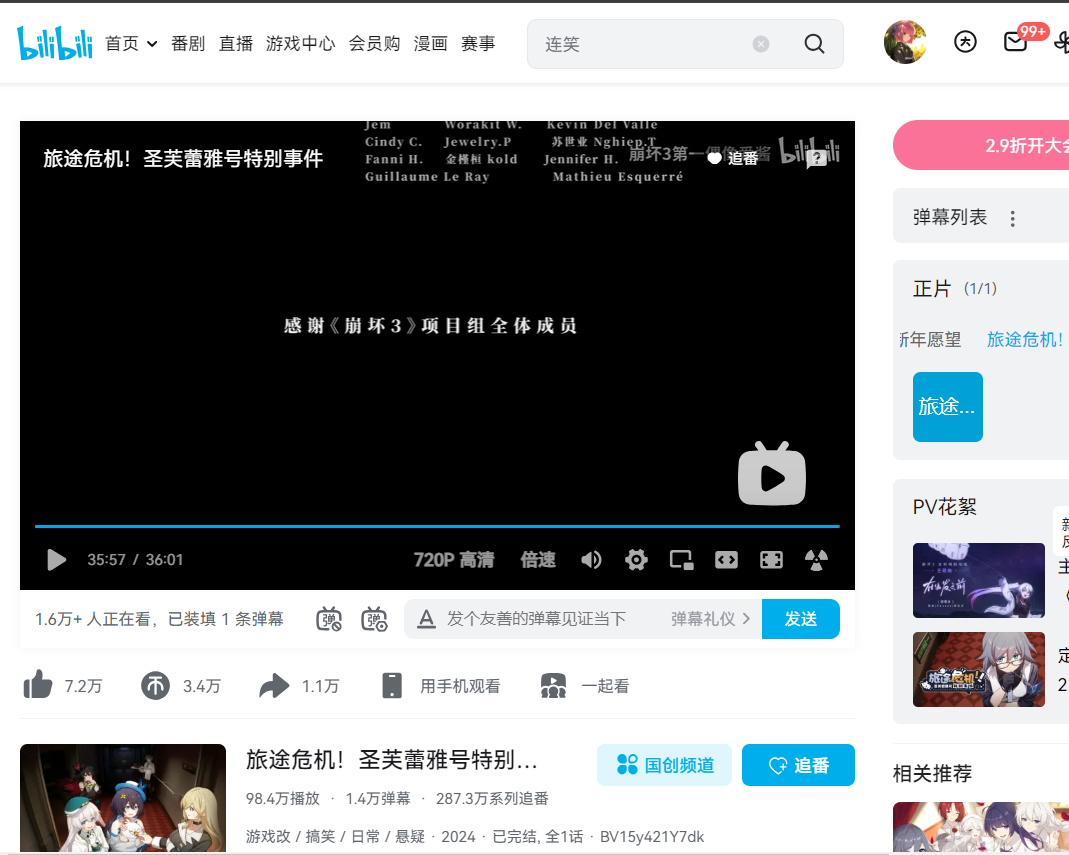 bilibili 首页 番剧 直播 游戏中心 会员购 漫画 赛事 连笑 99+
Jem Worakit W. Kevin Del Valle
Cindy C. Jewelry.P 苏世业 Nghiep.T
旅途危机！圣芙蕾雅号特别事件
Fanni H. 金槿桓 kold Jennifer H.
Guillaume Le Ray Mathieu Esquerré
崩坏3第一偶像爱酱 bilibili
追番
感谢《崩坏3》项目组全体成员
35:57 / 36:01 720P 高清 倍速
1.6万+ 人正在看，已装填 1 条弹幕 发个友善的弹幕见证当下 弹幕礼仪 发送
7.2万 3.4万 1.1万 用手机观看 一起看
旅途危机！圣芙蕾雅号特别...
国创频道 追番
98.4万播放 · 1.4万弹幕 · 287.3万系列追番
游戏改 / 搞笑 / 日常 / 悬疑 · 2024 · 已完结, 全1话 · BV15y421Y7dk
2.9折开大会
弹幕列表
正片 (1/1)
新年愿望 旅途危机！
旅途...
PV花絮
在出发之前
主
旅途危机!
定
2
相关推荐